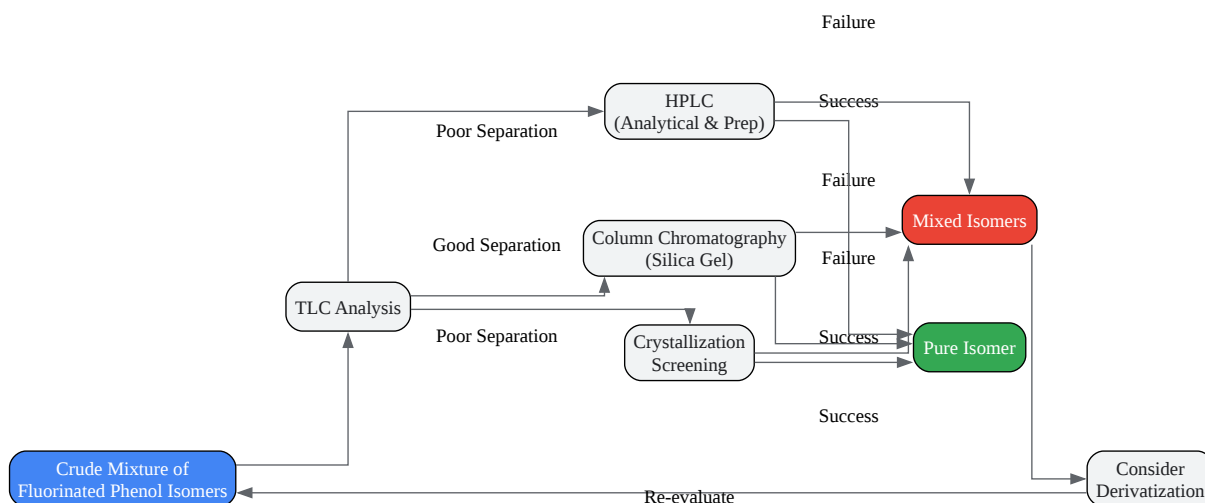 Failure
HPLC
(Analytical & Prep)
Success
Poor Separation
Failure
Mixed Isomers
Column Chromatography
(Silica Gel)
Good Separation
Failure
TLC Analysis
Poor Separation
Crystallization
Screening
Success
Pure Isomer
Success
Crude Mixture of
Fluorinated Phenol Isomers
Consider
Derivatization
Re-evaluate